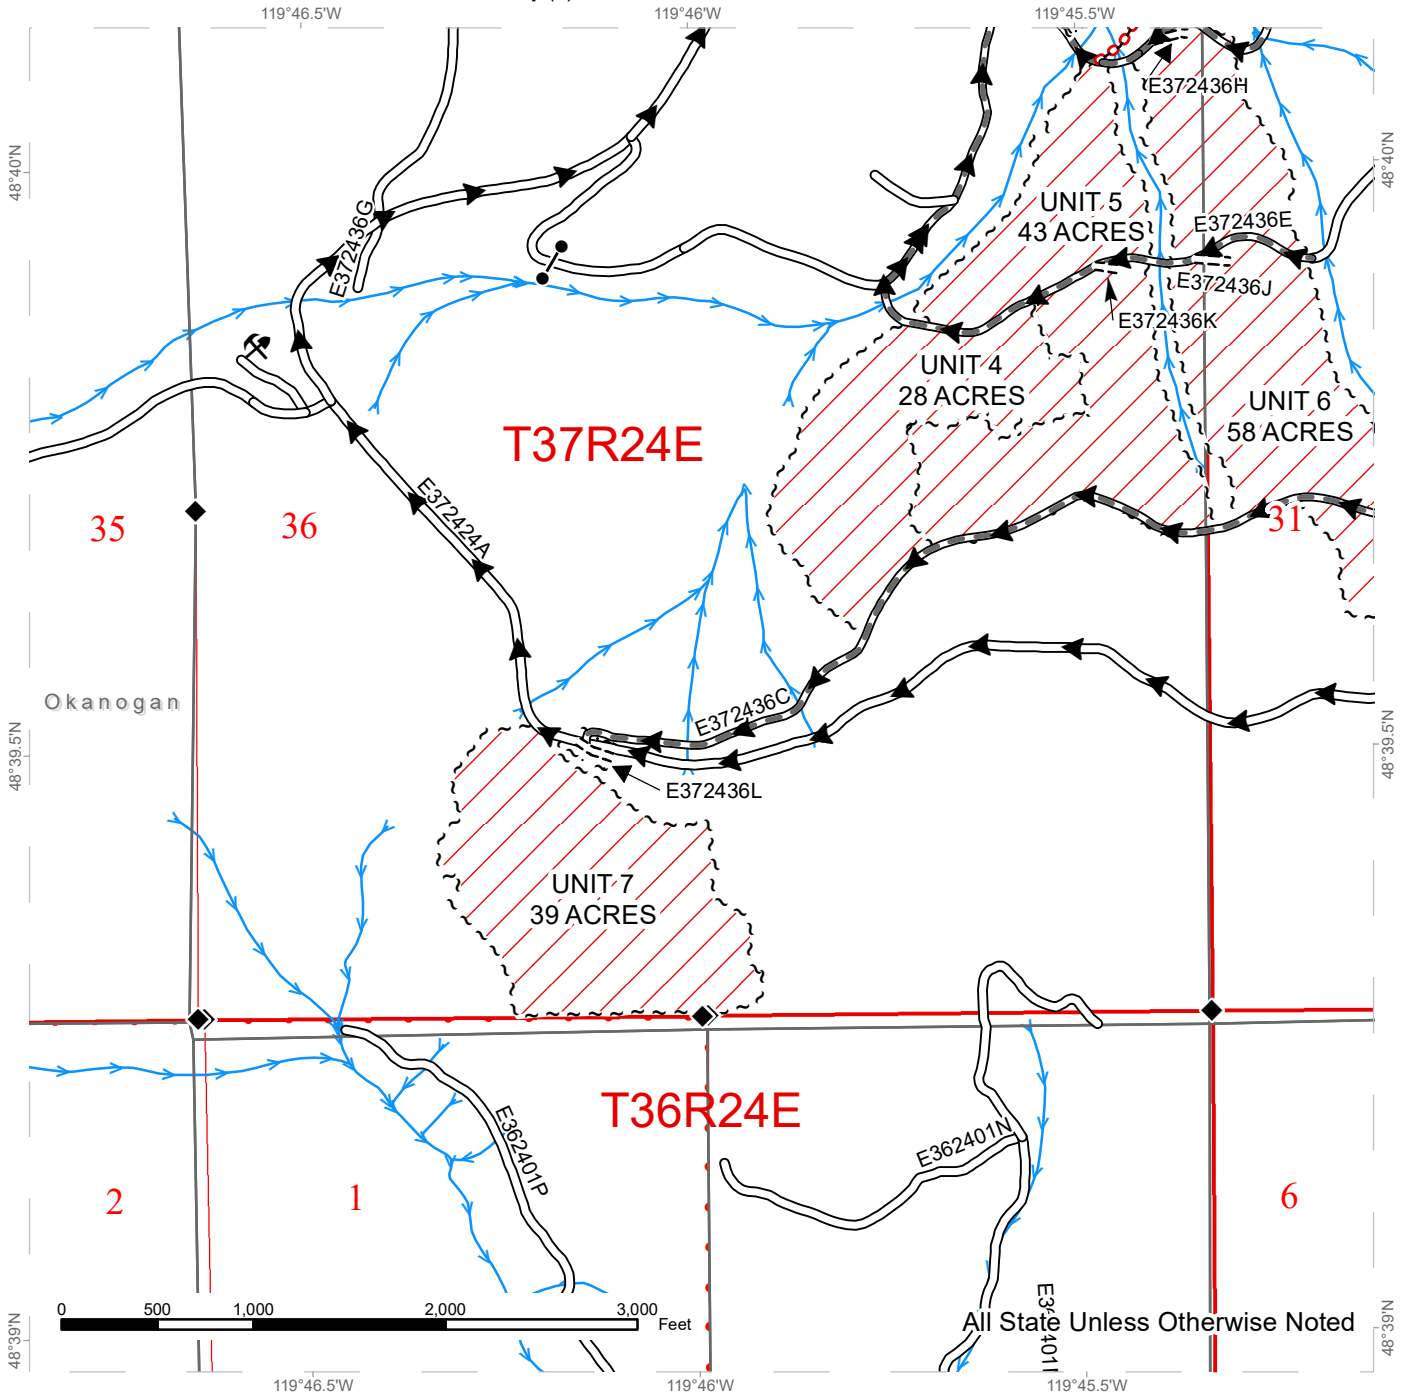 119°46.5'W
119°46'W
119°45.5'W
48°40'N
48°40'N
E372436H
E372436G
UNIT 5
43 ACRES
E372436E
E372436J
E372436K
UNIT 4
28 ACRES
UNIT 6
58 ACRES
T37R24E
E372424A
35
36
31
Okanogan
E372436C
48°39.5'N
48°39.5'N
E372436L
UNIT 7
39 ACRES
T36R24E
E362401P
E362401N
2
1
6
0
500
1,000
2,000
3,000
Feet
All State Unless Otherwise Noted
48°39'N
48°39'N
119°46.5'W
119°46'W
119°45.5'W